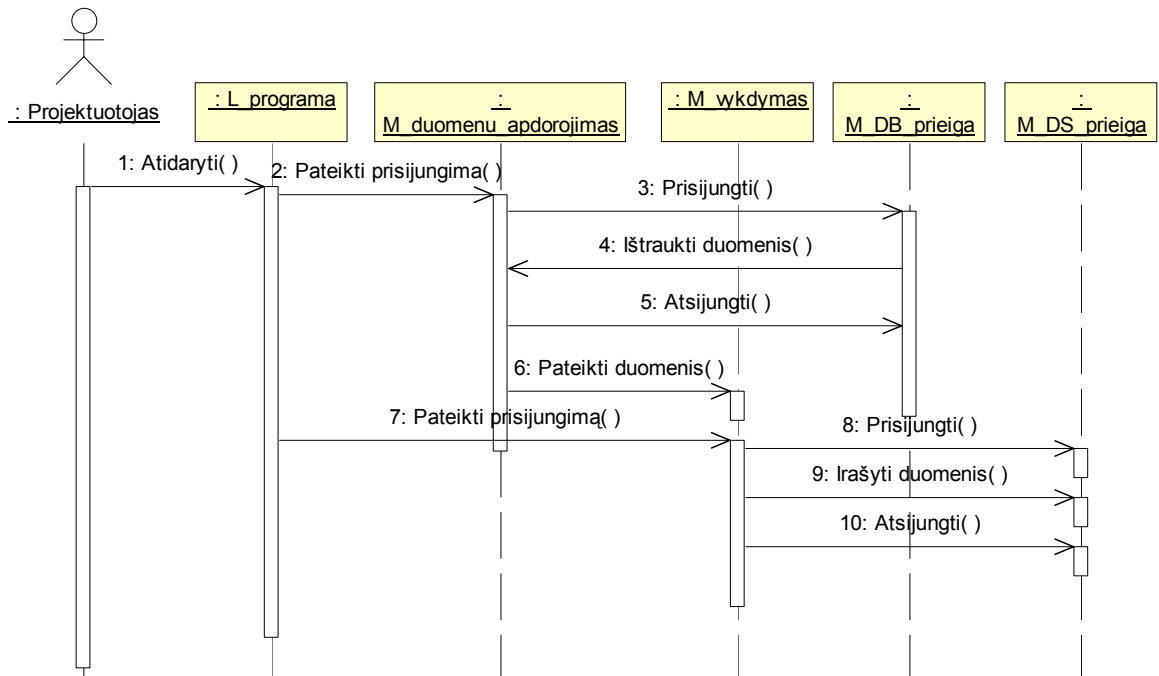 : Projektuotojas
: L_programa
:
M_duomenu_apdorojimas
: M_vykdymas
:
M_DB_prieiga
:
M_DS_prieiga
1: Atidaryti( )
2: Pateikti prisijungima( )
3: Prisijungti( )
4: Ištraukti duomenis( )
5: Atsijungti( )
6: Pateikti duomenis( )
7: Pateikti prisijungimą( )
8: Prisijungti( )
9: Irašyti duomenis( )
10: Atsijungti( )